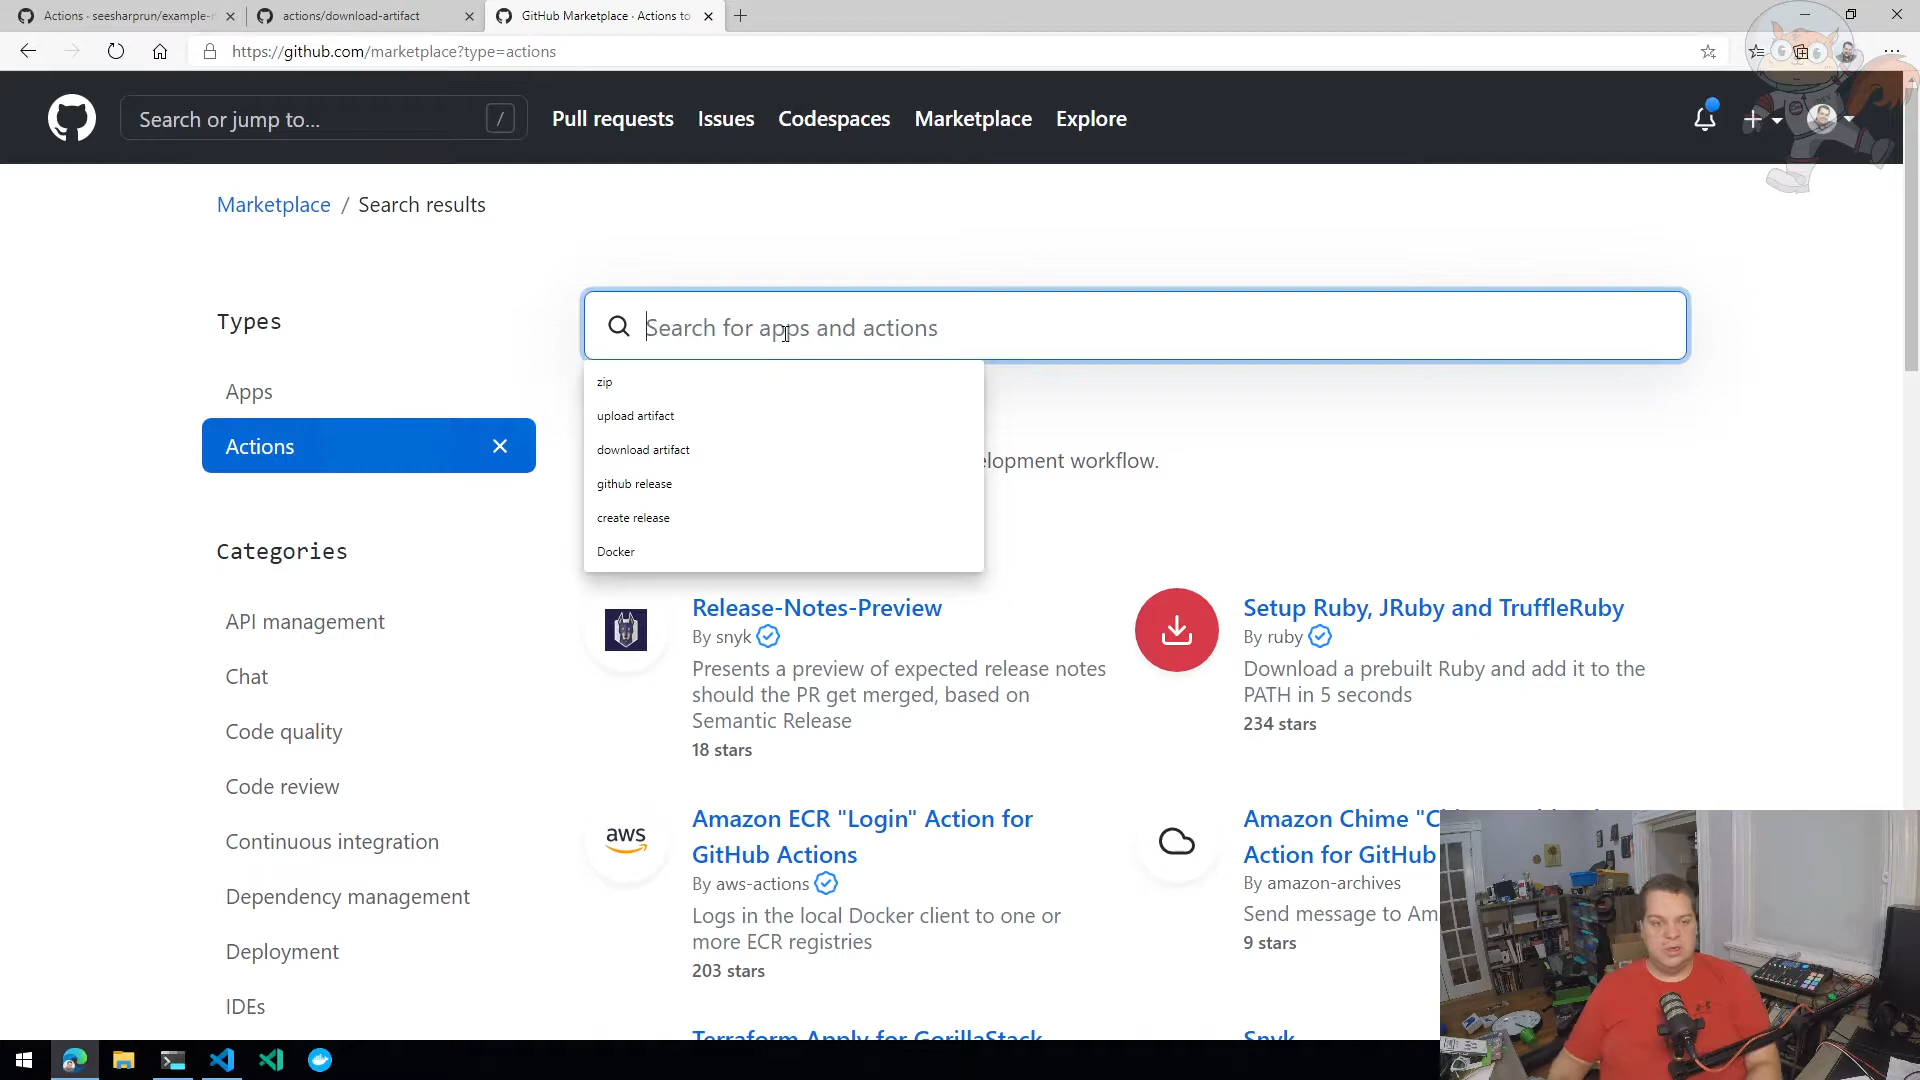 Actions · seesharprun/example-r
actions/download-artifact
GitHub Marketplace · Actions to
https://github.com/marketplace?type=actions
Search or jump to...
/
Pull requests
Issues
Codespaces
Marketplace
Explore
Marketplace / Search results
Types
Apps
Actions
Categories
API management
Chat
Code quality
Code review
Continuous integration
Dependency management
Deployment
IDEs
Search for apps and actions
zip
upload artifact
download artifact
github release
create release
Docker
elopment workflow.
Release-Notes-Preview
By snyk
Presents a preview of expected release notes
should the PR get merged, based on
Semantic Release
18 stars
Setup Ruby, JRuby and TruffleRuby
By ruby
Download a prebuilt Ruby and add it to the
PATH in 5 seconds
234 stars
aws
Amazon ECR "Login" Action for
GitHub Actions
By aws-actions
Logs in the local Docker client to one or
more ECR registries
203 stars
Amazon Chime "C
Action for GitHub
By amazon-archives
Send message to Am
9 stars
Terraform Apply for GorillaStack
Snyk